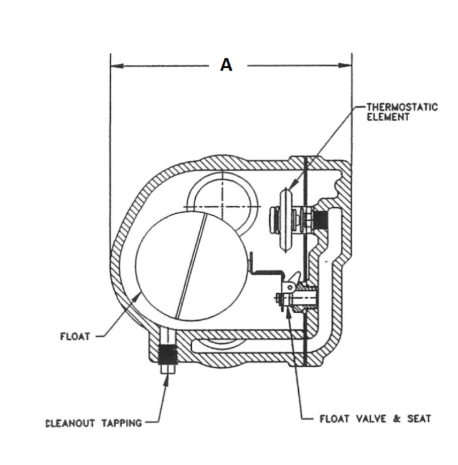 A
THERMOSTATIC
ELEMENT
FLOAT
CLEANOUT TAPPING
FLOAT VALVE & SEAT